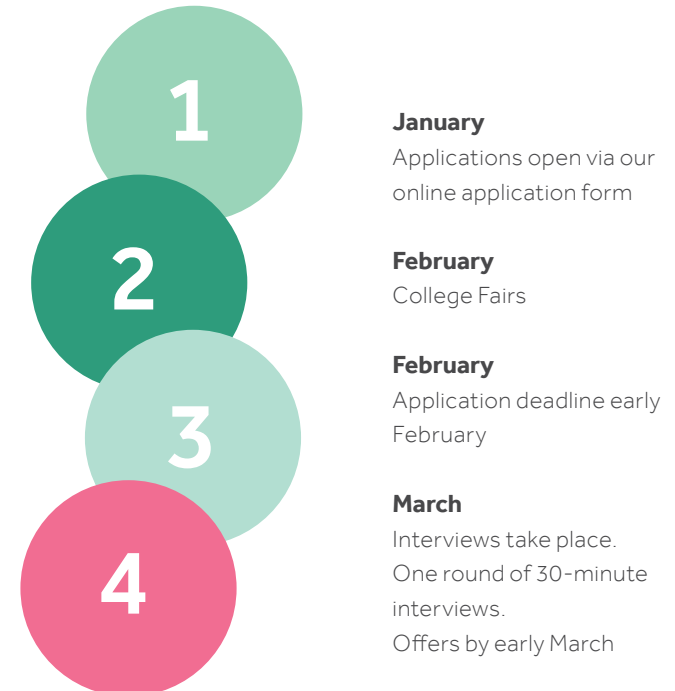 1
January
Applications open via our
online application form
2
February
College Fairs
3
February
Application deadline early
February
4
March
Interviews take place.
One round of 30-minute
interviews.
Offers by early March